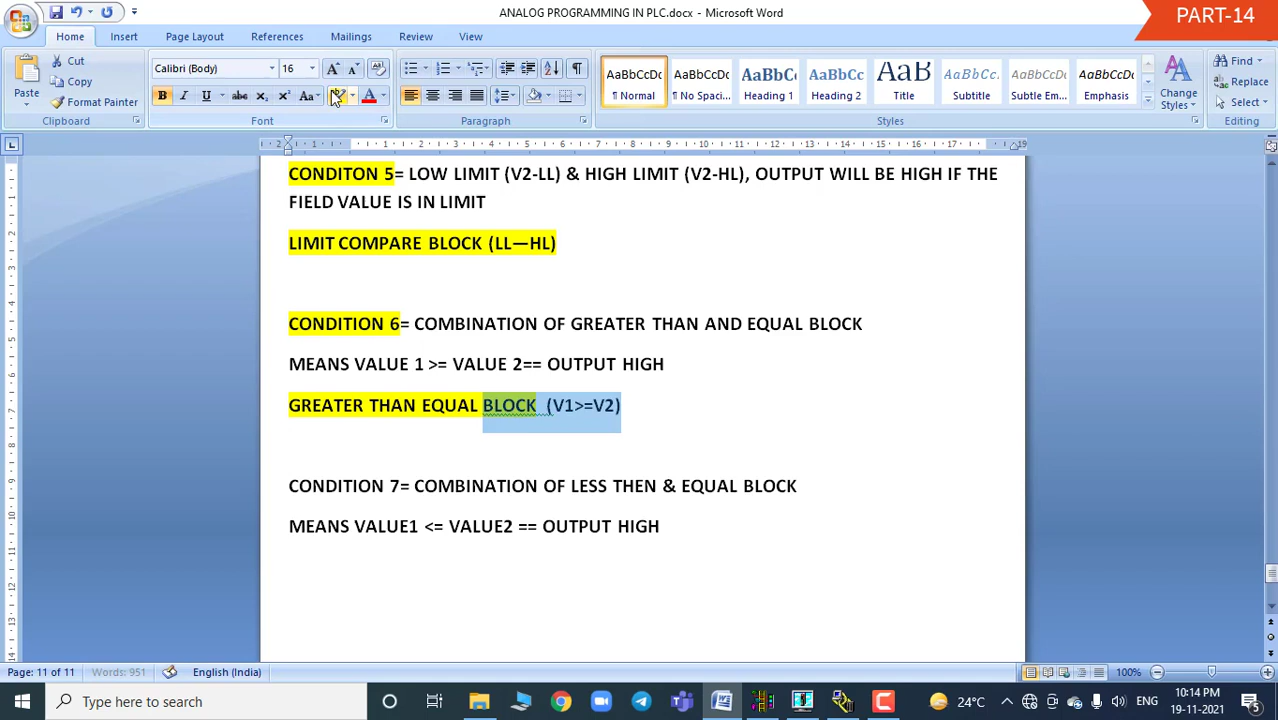 ANALOG PROGRAMMING IN PLC.docx - Microsoft Word
PART-14
Home Insert Page Layout References Mailings Review View
Cut
Copy
Format Painter
Paste
Clipboard
Calibri (Body) 16
Font
Paragraph
AaBbCcDc AaBbCcDc AaBbCc AaBbCc AaB AaBbCcI AaBbCcDc AaBbCcDc
¶ Normal ¶ No Spaci... Heading 1 Heading 2 Title Subtitle Subtle Em... Emphasis
Styles
Change Styles
Find
Replace
Select
Editing
CONDITON 5= LOW LIMIT (V2-LL) & HIGH LIMIT (V2-HL), OUTPUT WILL BE HIGH IF THE
FIELD VALUE IS IN LIMIT
LIMIT COMPARE BLOCK (LL—HL)
CONDITION 6= COMBINATION OF GREATER THAN AND EQUAL BLOCK
MEANS VALUE 1 >= VALUE 2== OUTPUT HIGH
GREATER THAN EQUAL BLOCK  (V1>=V2)
CONDITION 7= COMBINATION OF LESS THEN & EQUAL BLOCK
MEANS VALUE1 <= VALUE2 == OUTPUT HIGH
Page: 11 of 11 Words: 951 English (India) 100%
Type here to search
24°C
ENG
10:14 PM
19-11-2021